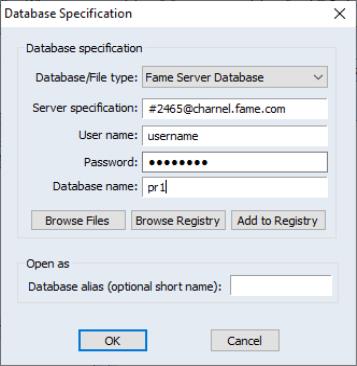 Database Specification
Database specification
Database/File type: Fame Server Database
Server specification: #2465@charnel.fame.com
User name: username
Password: ●●●●●●●●
Database name: pr1
Browse Files Browse Registry Add to Registry
Open as
Database alias (optional short name):
OK Cancel